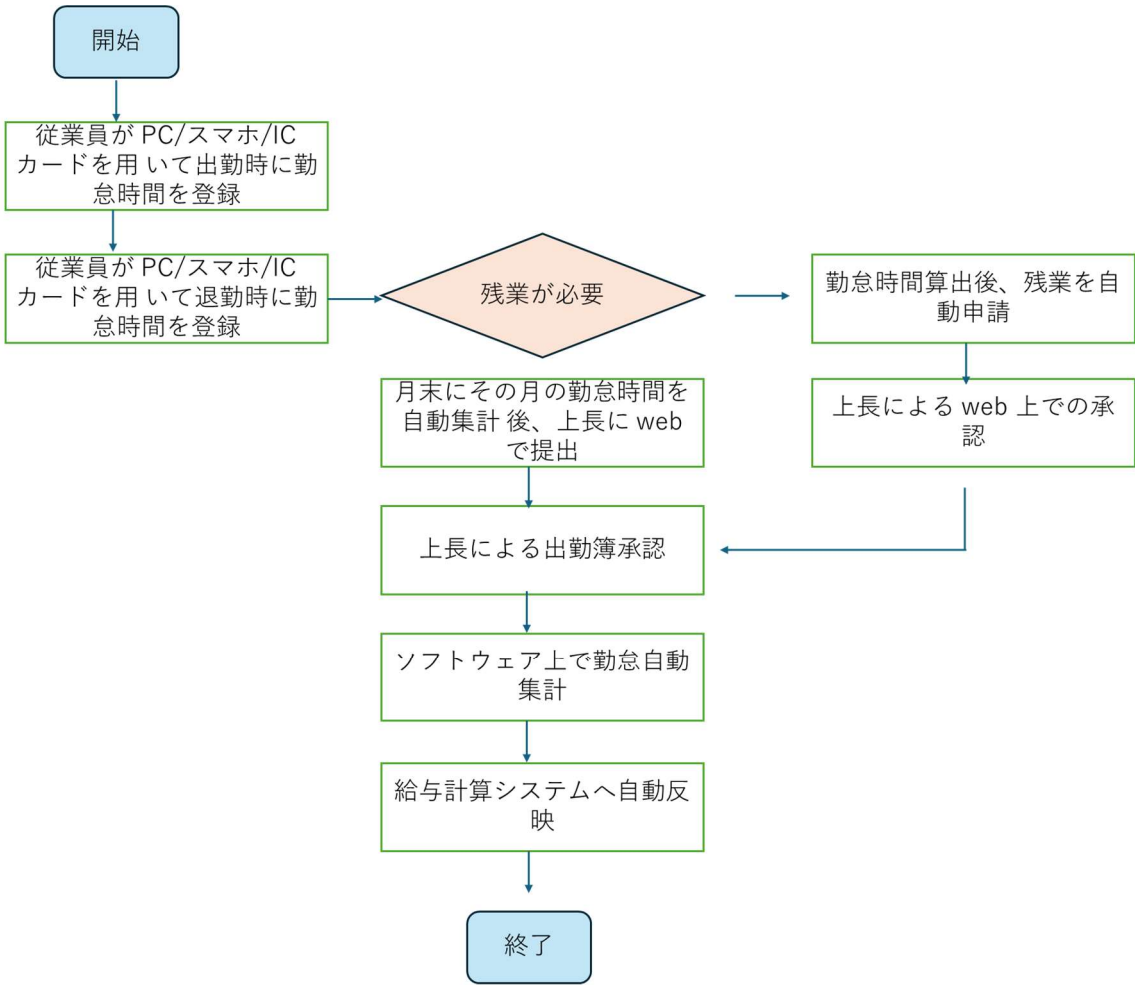 開始
従業員が PC/スマホ/IC
カードを用 いて出勤時に勤
怠時間を登録
従業員が PC/スマホ/IC
カードを用 いて退勤時に勤
怠時間を登録
残業が必要
勤怠時間算出後、残業を自
動申請
月末にその月の勤怠時間を
自動集計 後、上長に web
で提出
上長による web 上での承
認
上長による出勤簿承認
ソフトウェア上で勤怠自動
集計
給与計算システムへ自動反
映
終了